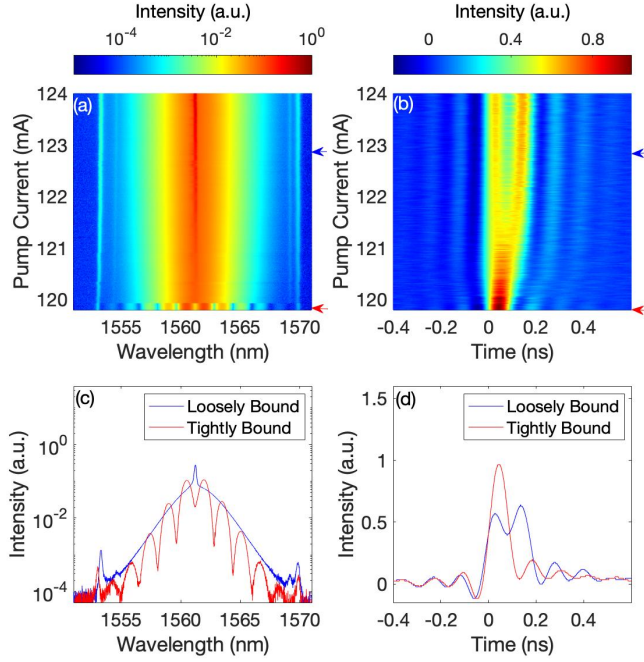 Intensity (a.u.)
10⁻⁴ 10⁻² 10⁰
Intensity (a.u.)
0 0.4 0.8
(a)
124
123
122
121
120
Pump Current (mA)
1555 1560 1565 1570
Wavelength (nm)
(b)
124
123
122
121
120
Pump Current (mA)
-0.4 -0.2 0 0.2 0.4
Time (ns)
(c)
Loosely Bound
Tightly Bound
10⁰
10⁻²
10⁻⁴
Intensity (a.u.)
1555 1560 1565 1570
Wavelength (nm)
(d)
Loosely Bound
Tightly Bound
1.5
1
0.5
0
Intensity (a.u.)
-0.4 -0.2 0 0.2 0.4
Time (ns)